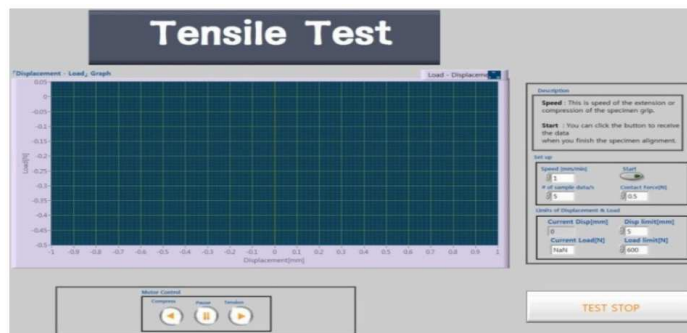 Tensile Test
「Displacement - Load」 Graph
Load - Displaceme
0.05
0-
-0.05-
-0.1-
-0.15-
-0.2-
-0.25-
-0.3-
-0.35-
-0.4-
-0.45-
-0.5-
Load[N]
-1 -0.9 -0.8 -0.7 -0.6 -0.5 -0.4 -0.3 -0.2 -0.1 0 0.1 0.2 0.3 0.4 0.5 0.6 0.7 0.8 0.9 1
Displacement[mm]
Motor Control
Compress Pause Tension
Description
Speed : This is speed of the extension or
compression of the specimen grip.
Start : You can click the button to receive
the data
when you finish the specimen alignment.
Set up
Speed [mm/min] Start
1
# of sample data/s Contact Force[N]
5 0.5
Limits of Displacement & Load
Current Disp[mm] Disp limit[mm]
0 5
Current Load[N] Load limit[N]
NaN 600
TEST STOP